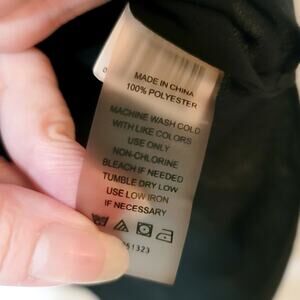 MADE IN CHINA
100% POLYESTER
MACHINE WASH COLD
WITH LIKE COLORS
USE ONLY
NON-CHLORINE
BLEACH IF NEEDED
TUMBLE DRY LOW
USE LOW IRON
IF NECESSARY